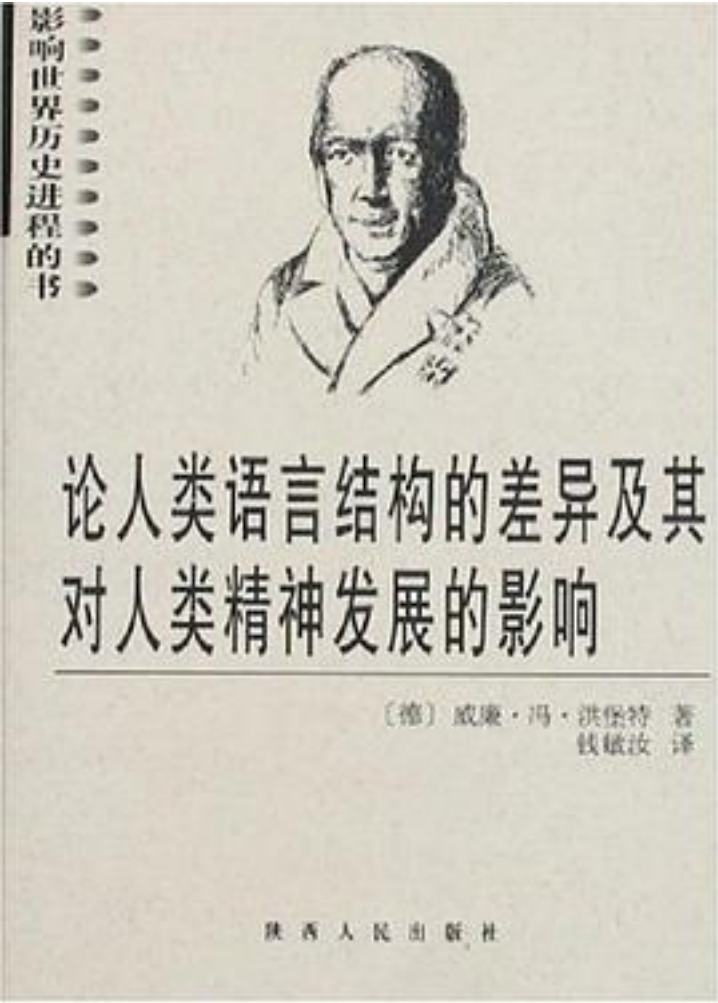 影响世界历史进程的书
论人类语言结构的差异及其
对人类精神发展的影响
〔德〕威廉·冯·洪堡特 著
钱敏汝 译
陕西人民出版社